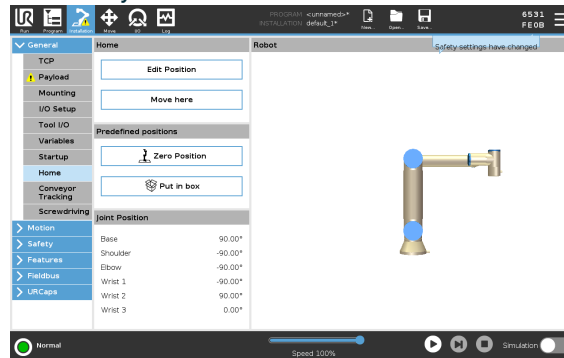 UR
PROGRAM <unnamed>*
INSTALLATION default_1*
Run Program Installation Move I/O Log
New... Open... Save...
6531
FE0B
General
Home
Robot
Safety settings have changed
TCP
Payload
Mounting
I/O Setup
Tool I/O
Variables
Startup
Home
Conveyor
Tracking
Screwdriving
Motion
Safety
Features
Fieldbus
URCaps
Edit Position
Move here
Predefined positions
Zero Position
Put in box
Joint Position
Base 90.00°
Shoulder -90.00°
Elbow -90.00°
Wrist 1 -90.00°
Wrist 2 90.00°
Wrist 3 0.00°
Normal
Speed 100%
Simulation